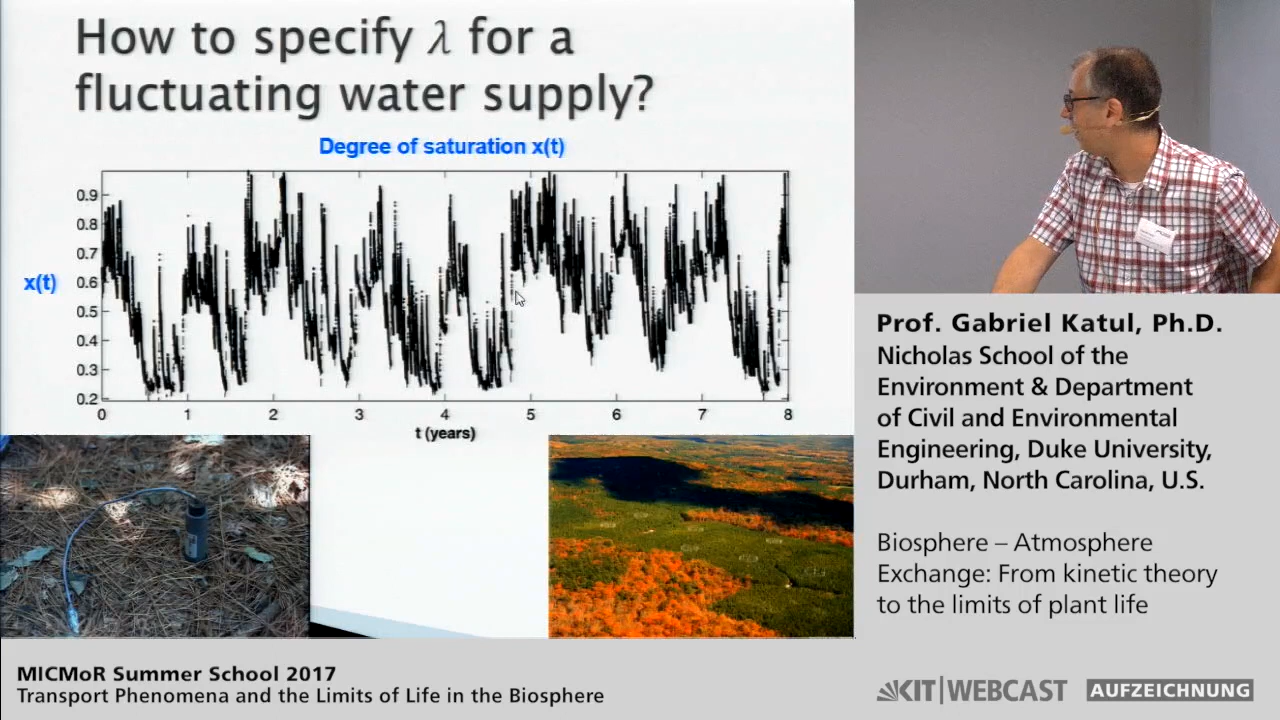 How to specify λ for a
fluctuating water supply?
Degree of saturation x(t)
x(t)
0.9
0.8
0.7
0.6
0.5
0.4
0.3
0.2
0 1 2 3 4 5 6 7 8
t (years)
Prof. Gabriel Katul, Ph.D.
Nicholas School of the
Environment & Department
of Civil and Environmental
Engineering, Duke University,
Durham, North Carolina, U.S.
Biosphere – Atmosphere
Exchange: From kinetic theory
to the limits of plant life
MICMoR Summer School 2017
Transport Phenomena and the Limits of Life in the Biosphere
KIT|WEBCAST AUFZEICHNUNG